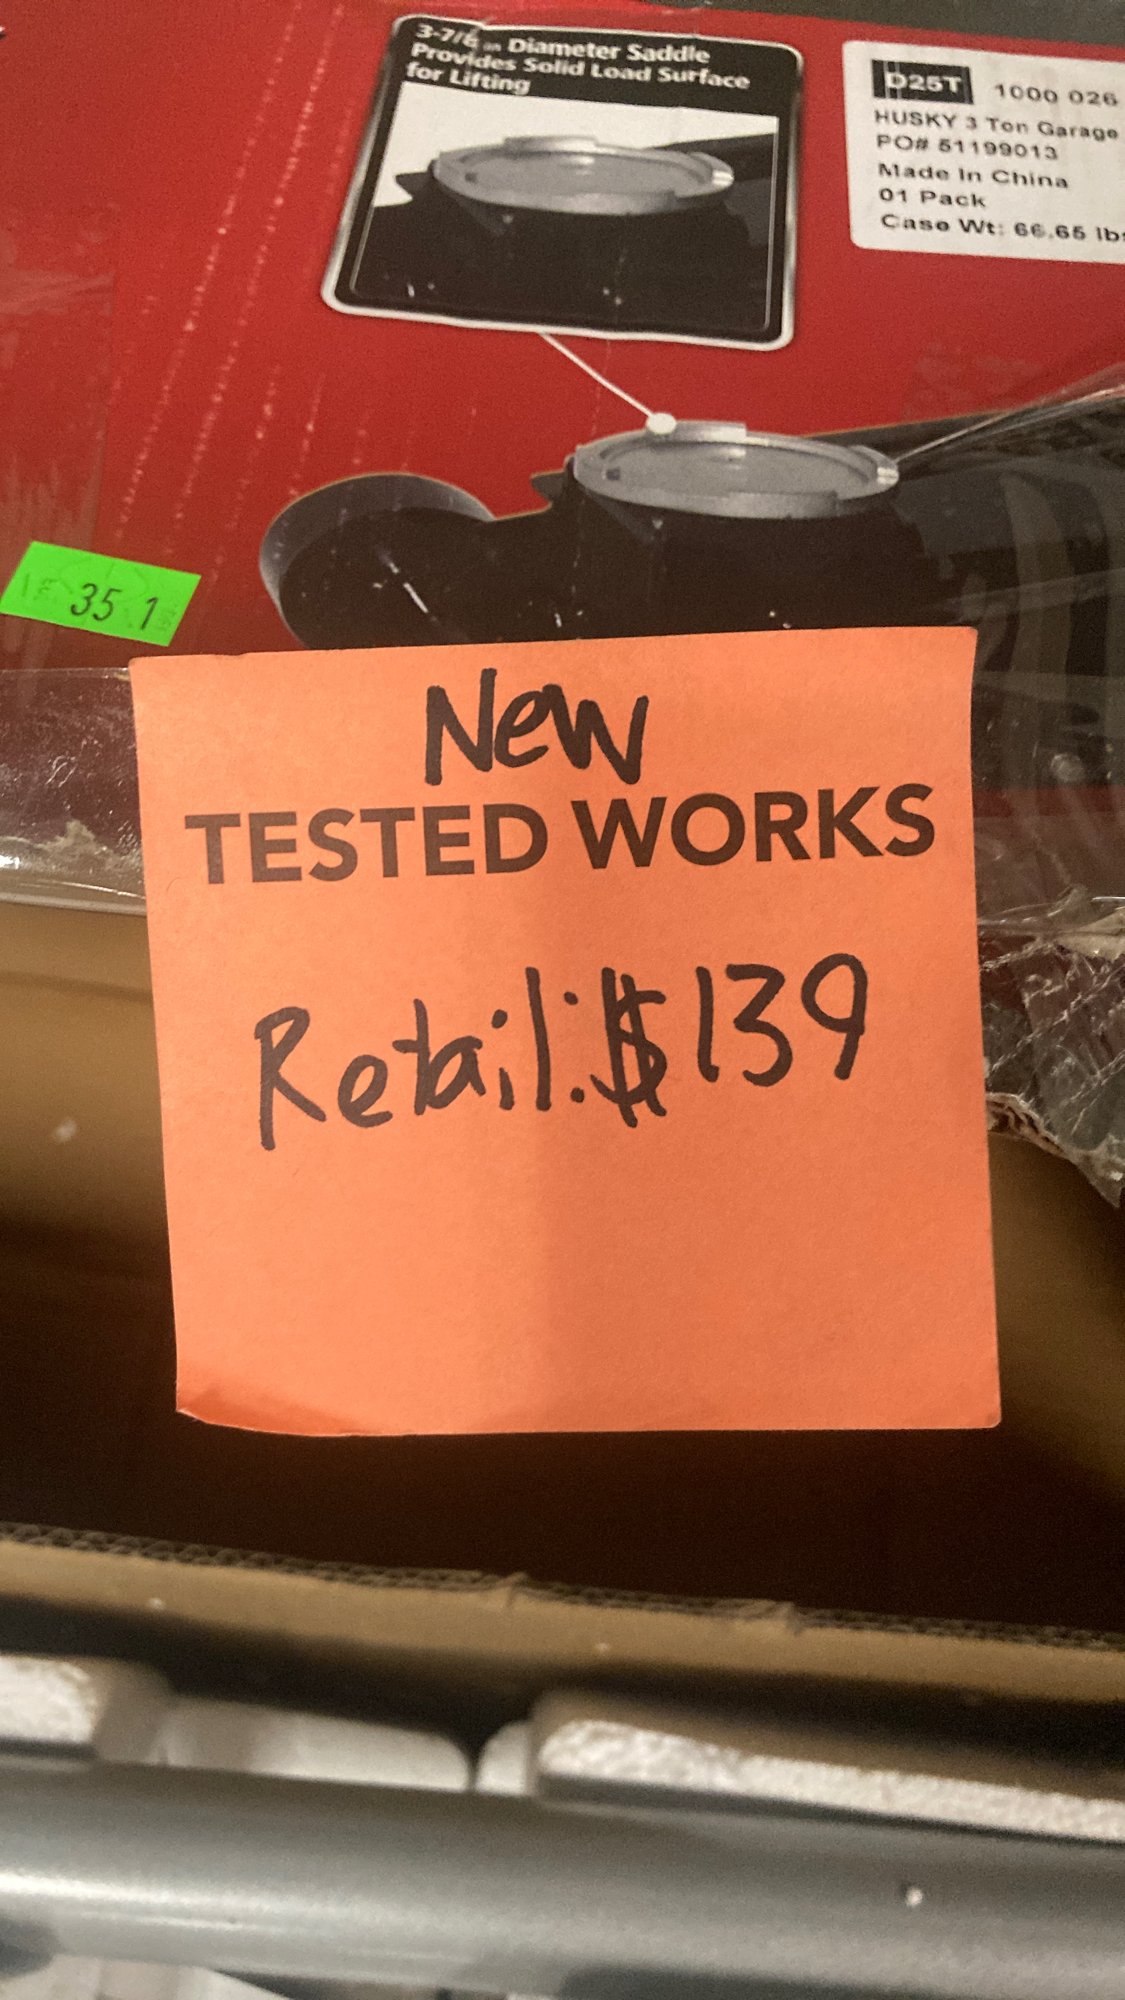 3-7/8 in Diameter Saddle
Provides Solid Load Surface
for Lifting
D25T 1000 026
HUSKY 3 Ton Garage
PO# 51199013
Made In China
01 Pack
Case Wt: 66.65 lbs
35 1
New
TESTED WORKS
Retail: $139